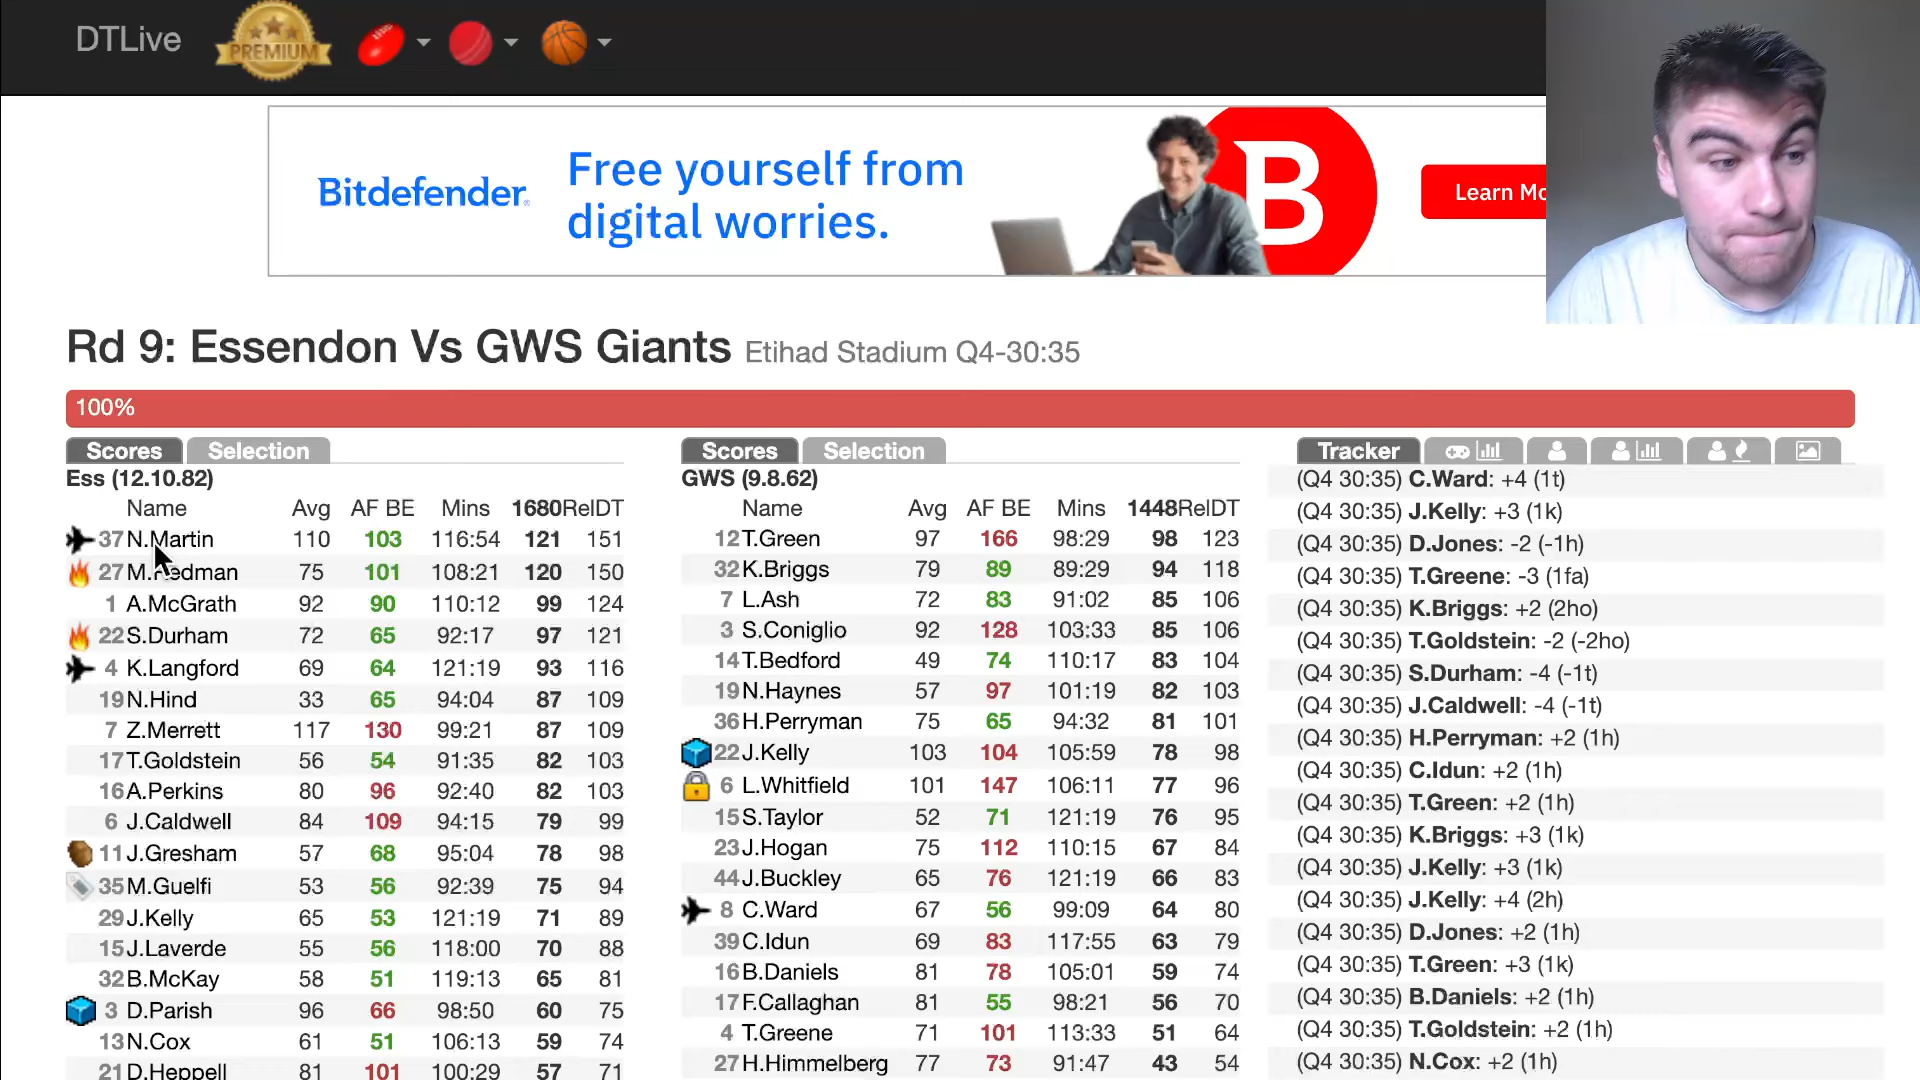 DTLive
PREMIUM
Bitdefender
Free yourself from
digital worries.
B
Learn Mo
Rd 9: Essendon Vs GWS Giants Etihad Stadium Q4-30:35
100%
Scores Selection
Ess (12.10.82)
Name Avg AF BE Mins 1680 RelDT
37 N.Martin 110 103 116:54 121 151
27 M.Redman 75 101 108:21 120 150
1 A.McGrath 92 90 110:12 99 124
22 S.Durham 72 65 92:17 97 121
4 K.Langford 69 64 121:19 93 116
19 N.Hind 33 65 94:04 87 109
7 Z.Merrett 117 130 99:21 87 109
17 T.Goldstein 56 54 91:35 82 103
16 A.Perkins 80 96 92:40 82 103
6 J.Caldwell 84 109 94:15 79 99
11 J.Gresham 57 68 95:04 78 98
35 M.Guelfi 53 56 92:39 75 94
29 J.Kelly 65 53 121:19 71 89
15 J.Laverde 55 56 118:00 70 88
32 B.McKay 58 51 119:13 65 81
3 D.Parish 96 66 98:50 60 75
13 N.Cox 61 51 106:13 59 74
21 D.Heppell 81 101 100:29 57 71
Scores Selection
GWS (9.8.62)
Name Avg AF BE Mins 1448 RelDT
12 T.Green 97 166 98:29 98 123
32 K.Briggs 79 89 89:29 94 118
7 L.Ash 72 83 91:02 85 106
3 S.Coniglio 92 128 103:33 85 106
14 T.Bedford 49 74 110:17 83 104
19 N.Haynes 57 97 101:19 82 103
36 H.Perryman 75 65 94:32 81 101
22 J.Kelly 103 104 105:59 78 98
6 L.Whitfield 101 147 106:11 77 96
15 S.Taylor 52 71 121:19 76 95
23 J.Hogan 75 112 110:15 67 84
44 J.Buckley 65 76 121:19 66 83
8 C.Ward 67 56 99:09 64 80
39 C.Idun 69 83 117:55 63 79
16 B.Daniels 81 78 105:01 59 74
17 F.Callaghan 81 55 98:21 56 70
4 T.Greene 71 101 113:33 51 64
27 H.Himmelberg 77 73 91:47 43 54
Tracker
(Q4 30:35) C.Ward: +4 (1t)
(Q4 30:35) J.Kelly: +3 (1k)
(Q4 30:35) D.Jones: -2 (-1h)
(Q4 30:35) T.Greene: -3 (1fa)
(Q4 30:35) K.Briggs: +2 (2ho)
(Q4 30:35) T.Goldstein: -2 (-2ho)
(Q4 30:35) S.Durham: -4 (-1t)
(Q4 30:35) J.Caldwell: -4 (-1t)
(Q4 30:35) H.Perryman: +2 (1h)
(Q4 30:35) C.Idun: +2 (1h)
(Q4 30:35) T.Green: +2 (1h)
(Q4 30:35) K.Briggs: +3 (1k)
(Q4 30:35) J.Kelly: +3 (1k)
(Q4 30:35) J.Kelly: +4 (2h)
(Q4 30:35) D.Jones: +2 (1h)
(Q4 30:35) T.Green: +3 (1k)
(Q4 30:35) B.Daniels: +2 (1h)
(Q4 30:35) T.Goldstein: +2 (1h)
(Q4 30:35) N.Cox: +2 (1h)